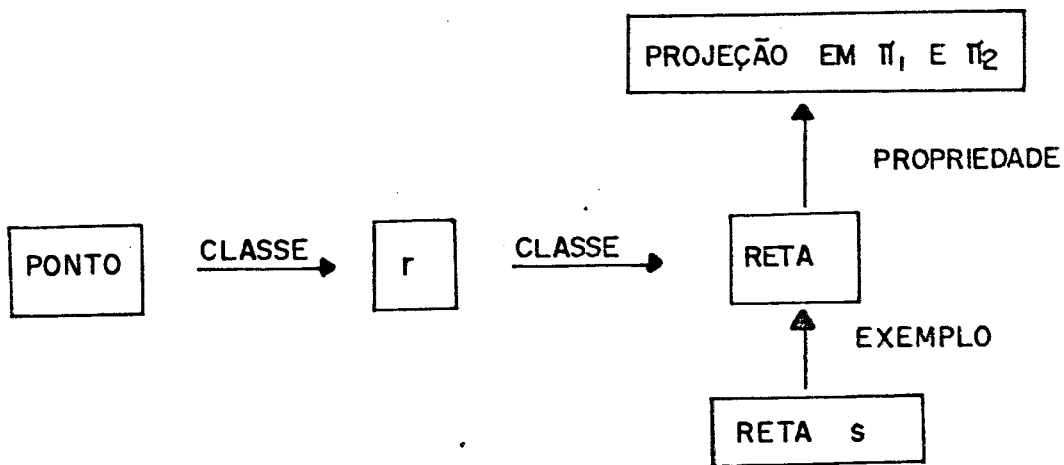 PROJEÇÃO EM π₁ E π₂
PROPRIEDADE
PONTO
CLASSE
r
CLASSE
RETA
EXEMPLO
RETA s